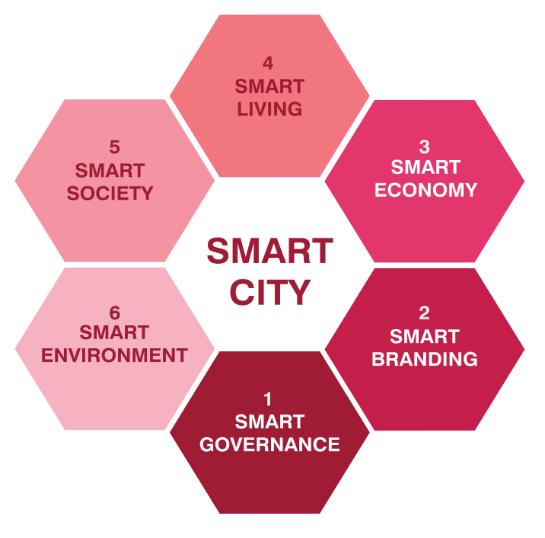 4
SMART
LIVING
5
SMART
SOCIETY
3
SMART
ECONOMY
SMART
CITY
6
SMART
ENVIRONMENT
2
SMART
BRANDING
1
SMART
GOVERNANCE